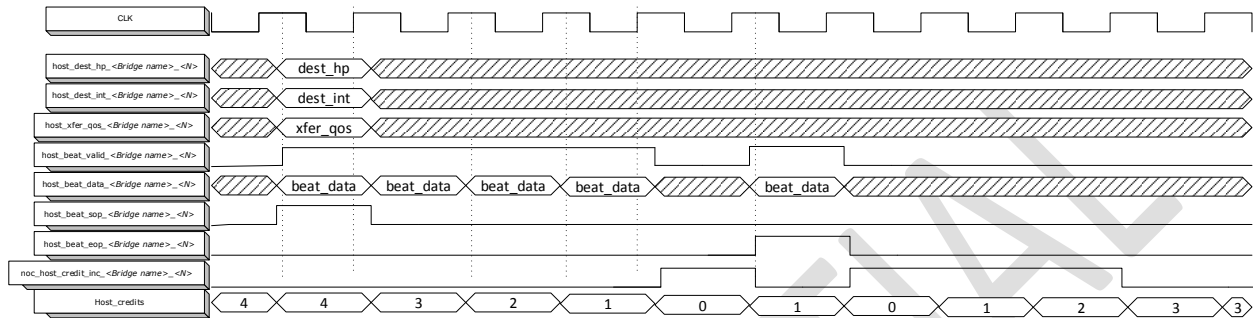 CLK
host_dest_hp_<Bridge name>_<N> dest_hp
host_dest_int_<Bridge name>_<N> dest_int
host_xfer_qos_<Bridge name>_<N> xfer_qos
host_beat_valid_<Bridge name>_<N>
host_beat_data_<Bridge name>_<N> beat_data beat_data beat_data beat_data beat_data
host_beat_sop_<Bridge name>_<N>
host_beat_eop_<Bridge name>_<N>
noc_host_credit_inc_<Bridge name>_<N>
Host_credits 4 4 3 2 1 0 1 0 1 2 3 3